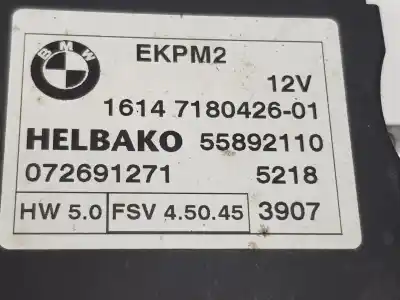 BMW
EKPM2
12V
1614 7180426-01
HELBAKO 55892110
072691271 5218
HW 5.0 FSV 4.50.45 3907